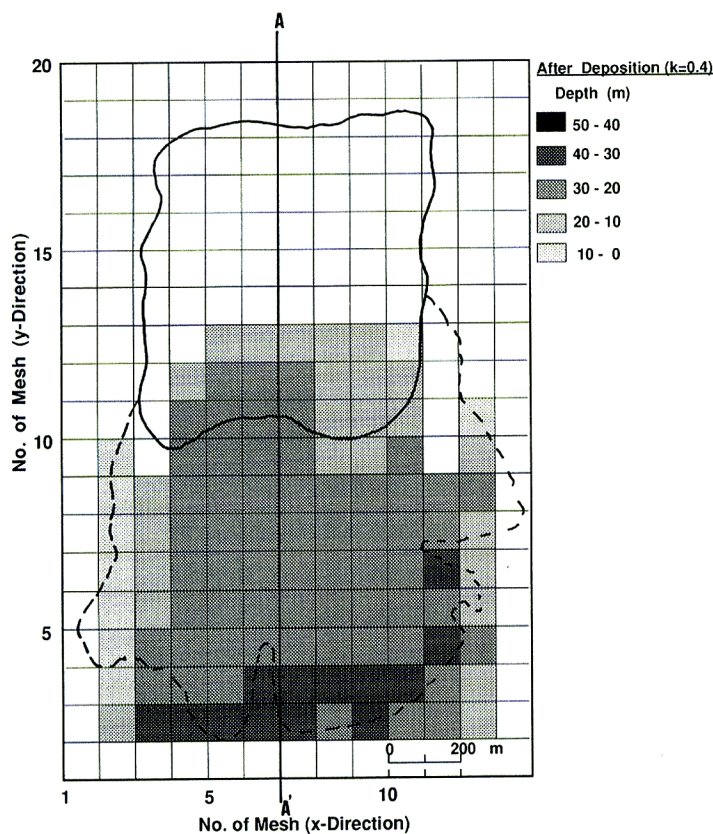 A
20
15
10
5
1 5 10
A'
No. of Mesh (y-Direction)
No. of Mesh (x-Direction)
0 200 m
After Deposition (k=0.4)
Depth (m)
50 - 40
40 - 30
30 - 20
20 - 10
10 - 0